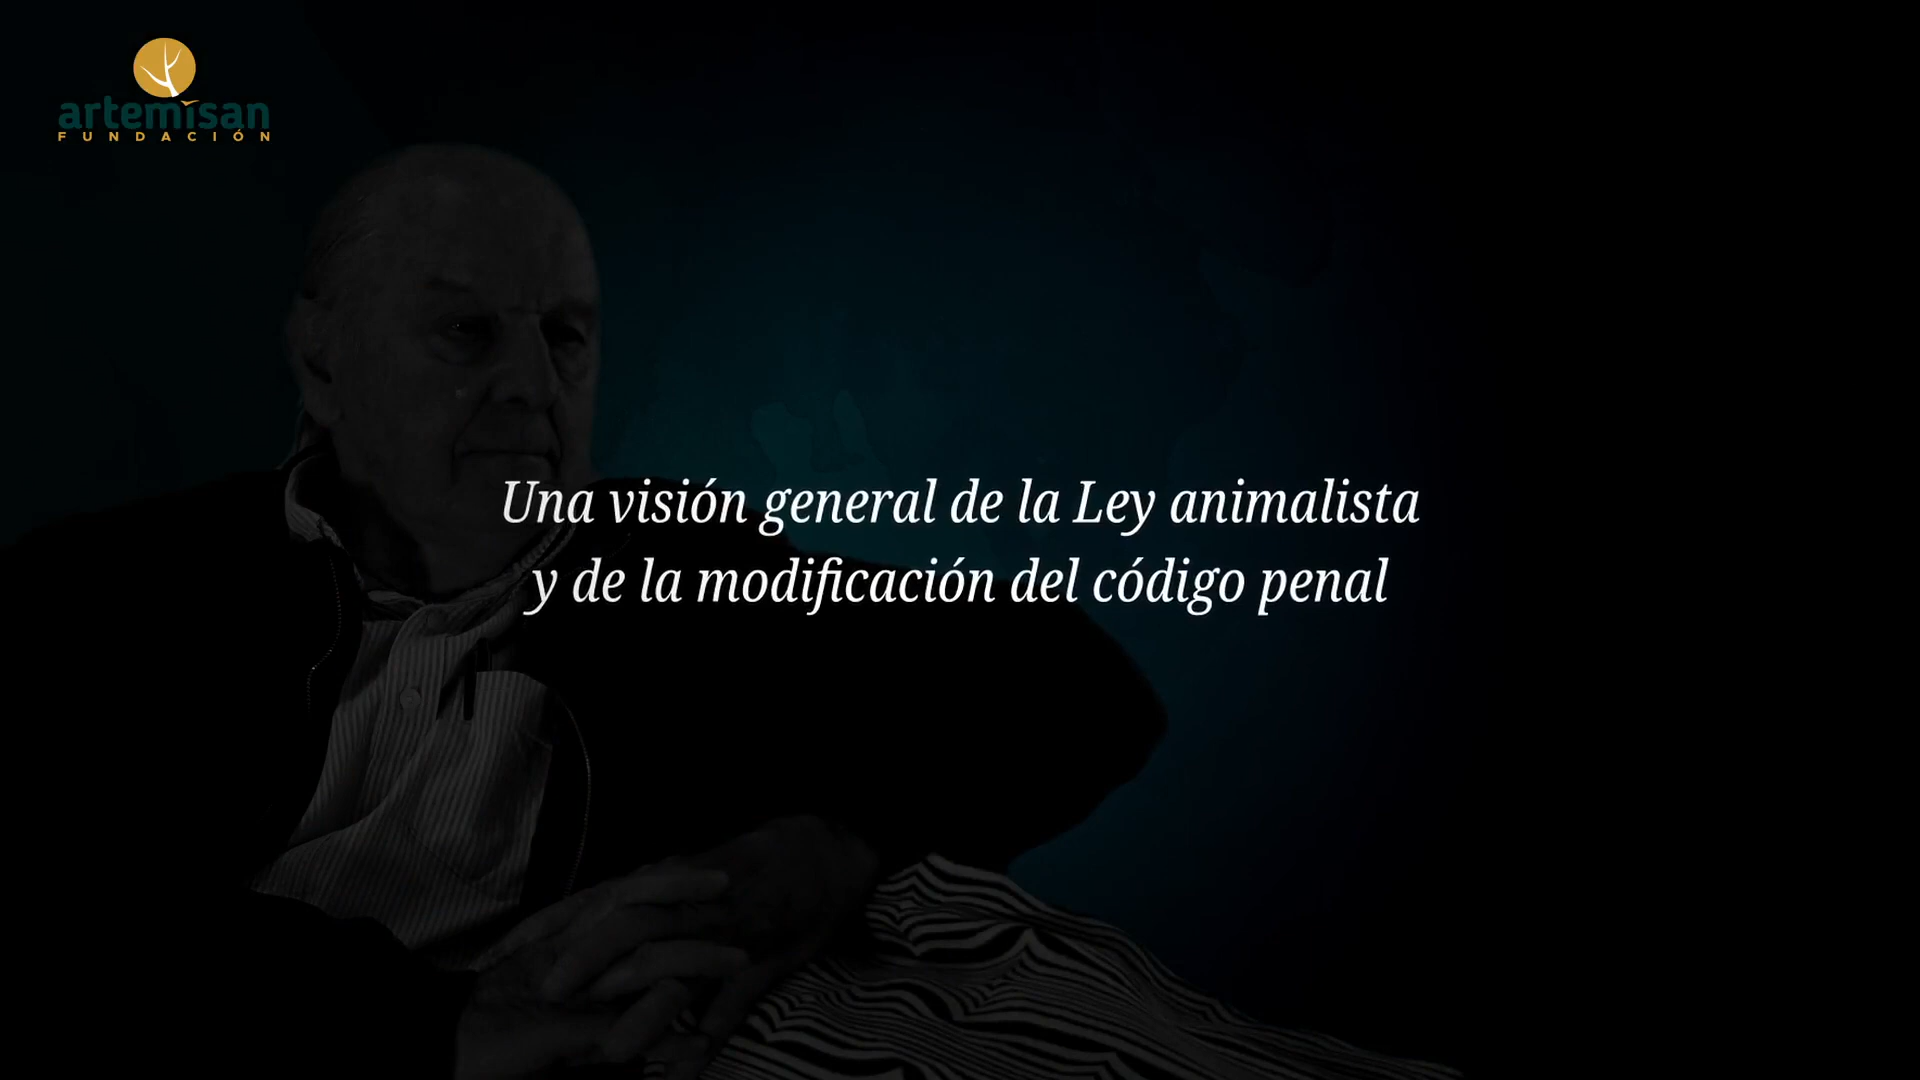 artemisan
FUNDACIÓN
Una visión general de la Ley animalista
y de la modificación del código penal